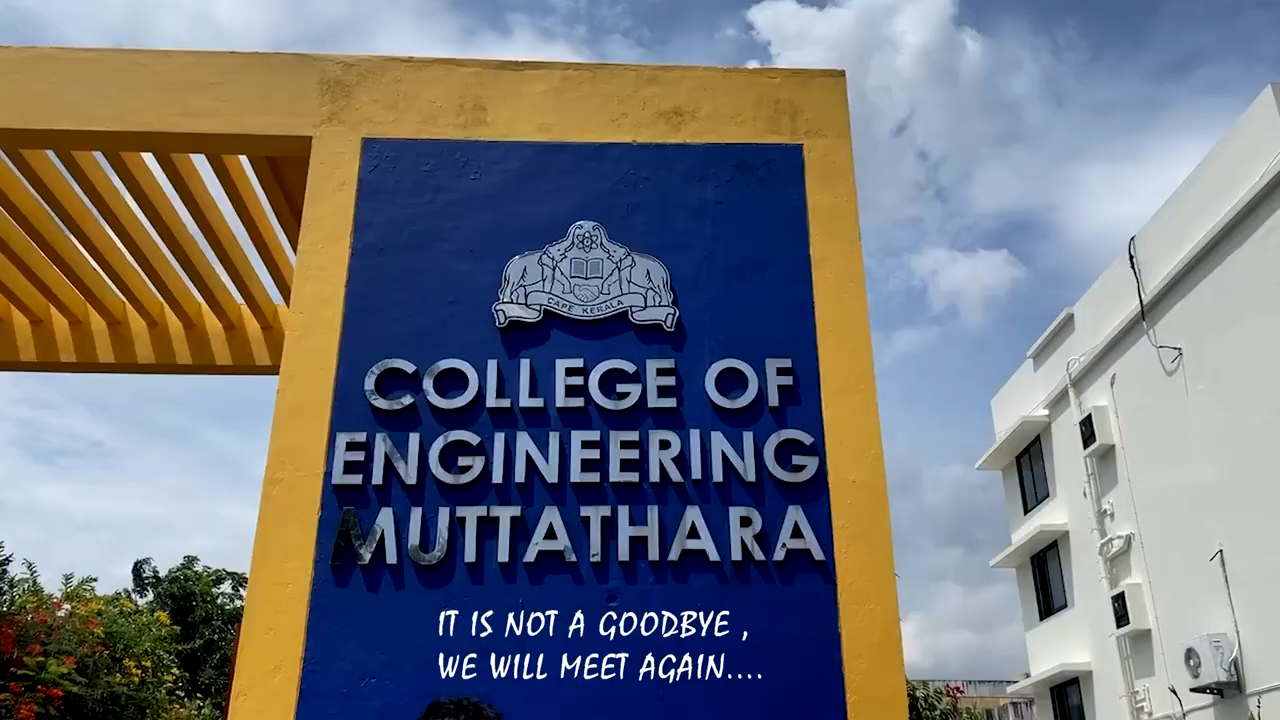 CAPE KERALA
COLLEGE OF
ENGINEERING
MUTTATHARA
IT IS NOT A GOODBYE ,
WE WILL MEET AGAIN....